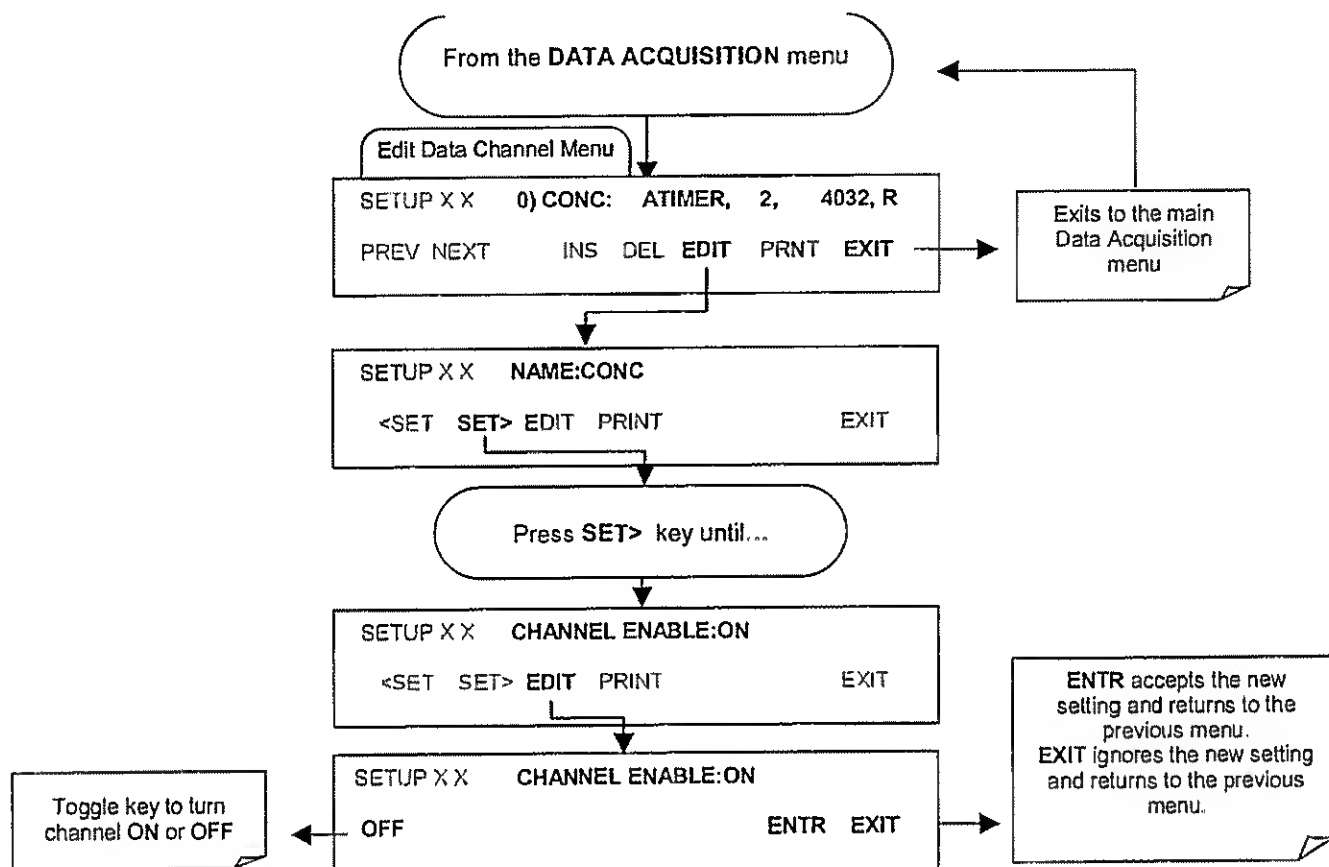 From the DATA ACQUISITION menu
Edit Data Channel Menu
SETUP X X 0) CONC: ATIMER, 2, 4032, R
PREV NEXT INS DEL EDIT PRNT EXIT
Exits to the main
Data Acquisition
menu
SETUP X X NAME:CONC
<SET SET> EDIT PRINT EXIT
Press SET> key until...
SETUP X X CHANNEL ENABLE:ON
<SET SET> EDIT PRINT EXIT
ENTR accepts the new
setting and returns to the
previous menu.
EXIT ignores the new setting
and returns to the previous
menu.
SETUP X X CHANNEL ENABLE:ON
OFF ENTR EXIT
Toggle key to turn
channel ON or OFF